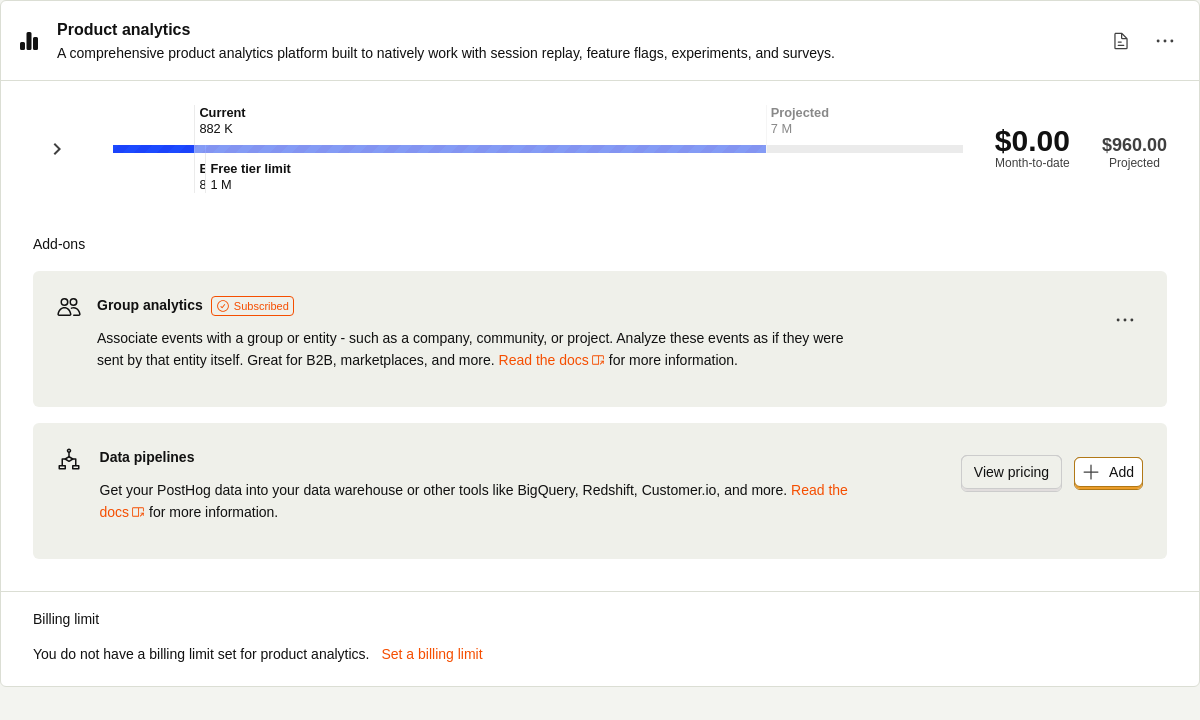 Product analytics
A comprehensive product analytics platform built to natively work with session replay, feature flags, experiments, and surveys.
Current
882 K
Projected
7 M
Free tier limit
1 M
$0.00
Month-to-date
$960.00
Projected
Add-ons
Group analytics Subscribed
Associate events with a group or entity - such as a company, community, or project. Analyze these events as if they were
sent by that entity itself. Great for B2B, marketplaces, and more. Read the docs for more information.
Data pipelines
Get your PostHog data into your data warehouse or other tools like BigQuery, Redshift, Customer.io, and more. Read the
docs for more information.
View pricing
Add
Billing limit
You do not have a billing limit set for product analytics. Set a billing limit